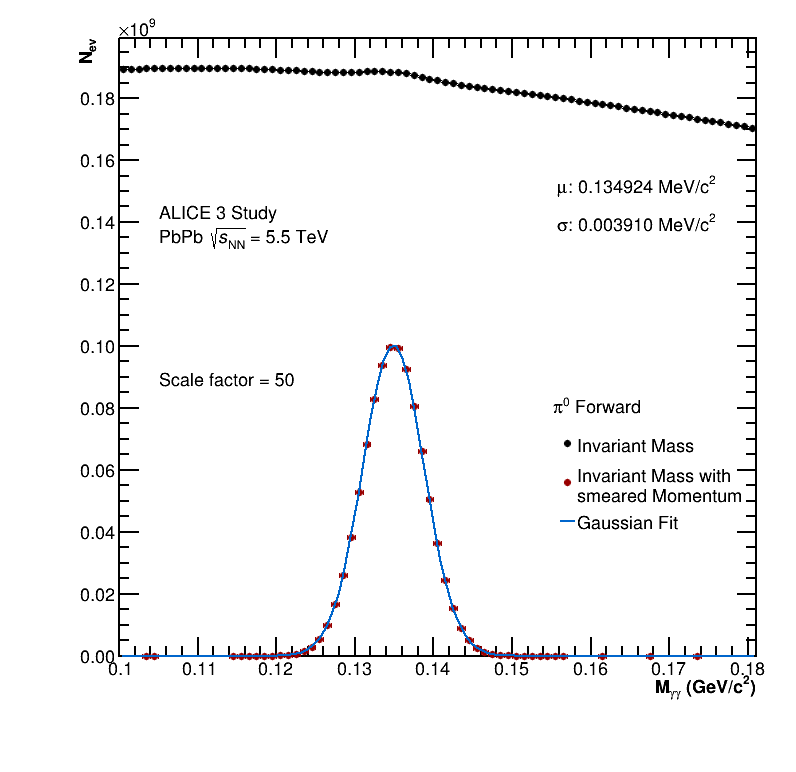 ×10⁹
N_ev
0.18
0.16
μ: 0.134924 MeV/c²
ALICE 3 Study
0.14
σ: 0.003910 MeV/c²
PbPb √s_NN = 5.5 TeV
0.12
0.10
Scale factor = 50
0.08
π⁰ Forward
Invariant Mass
0.06
Invariant Mass with
smeared Momentum
0.04
Gaussian Fit
0.02
0.00
0.1 0.11 0.12 0.13 0.14 0.15 0.16 0.17 0.18
M_γγ (GeV/c²)